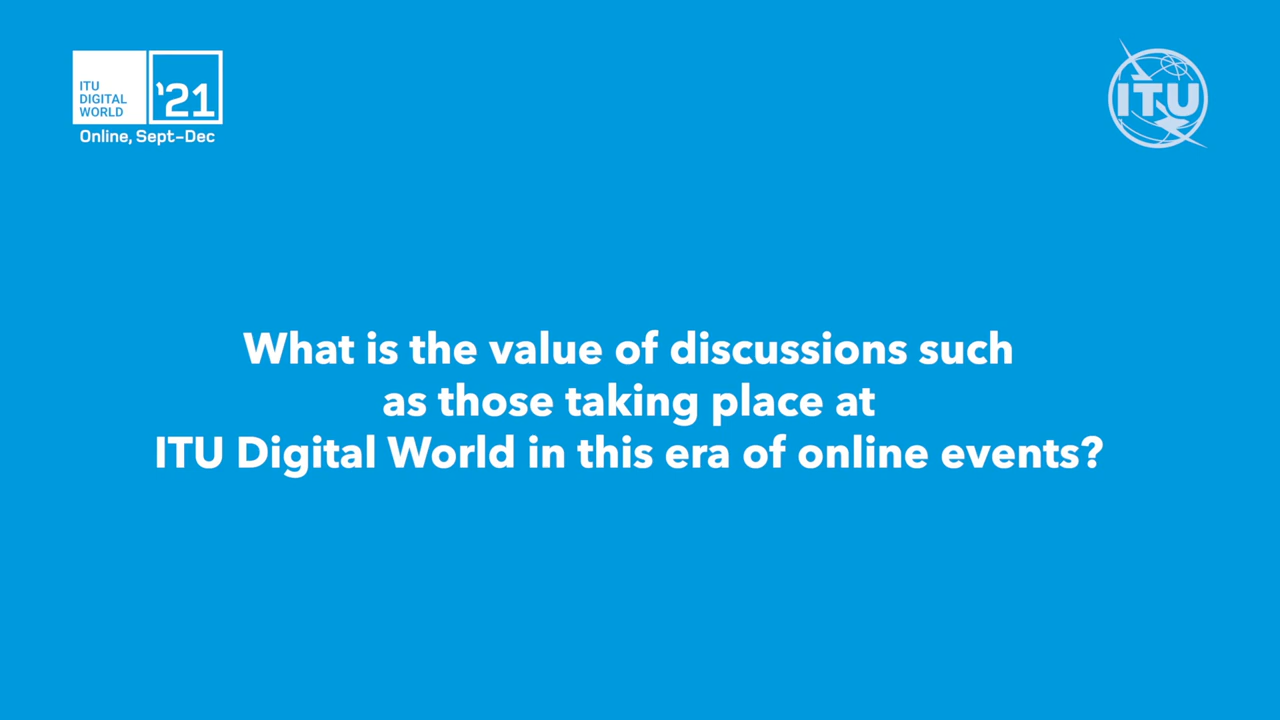 ITU
DIGITAL
WORLD
'21
Online, Sept-Dec
ITU
What is the value of discussions such
as those taking place at
ITU Digital World in this era of online events?